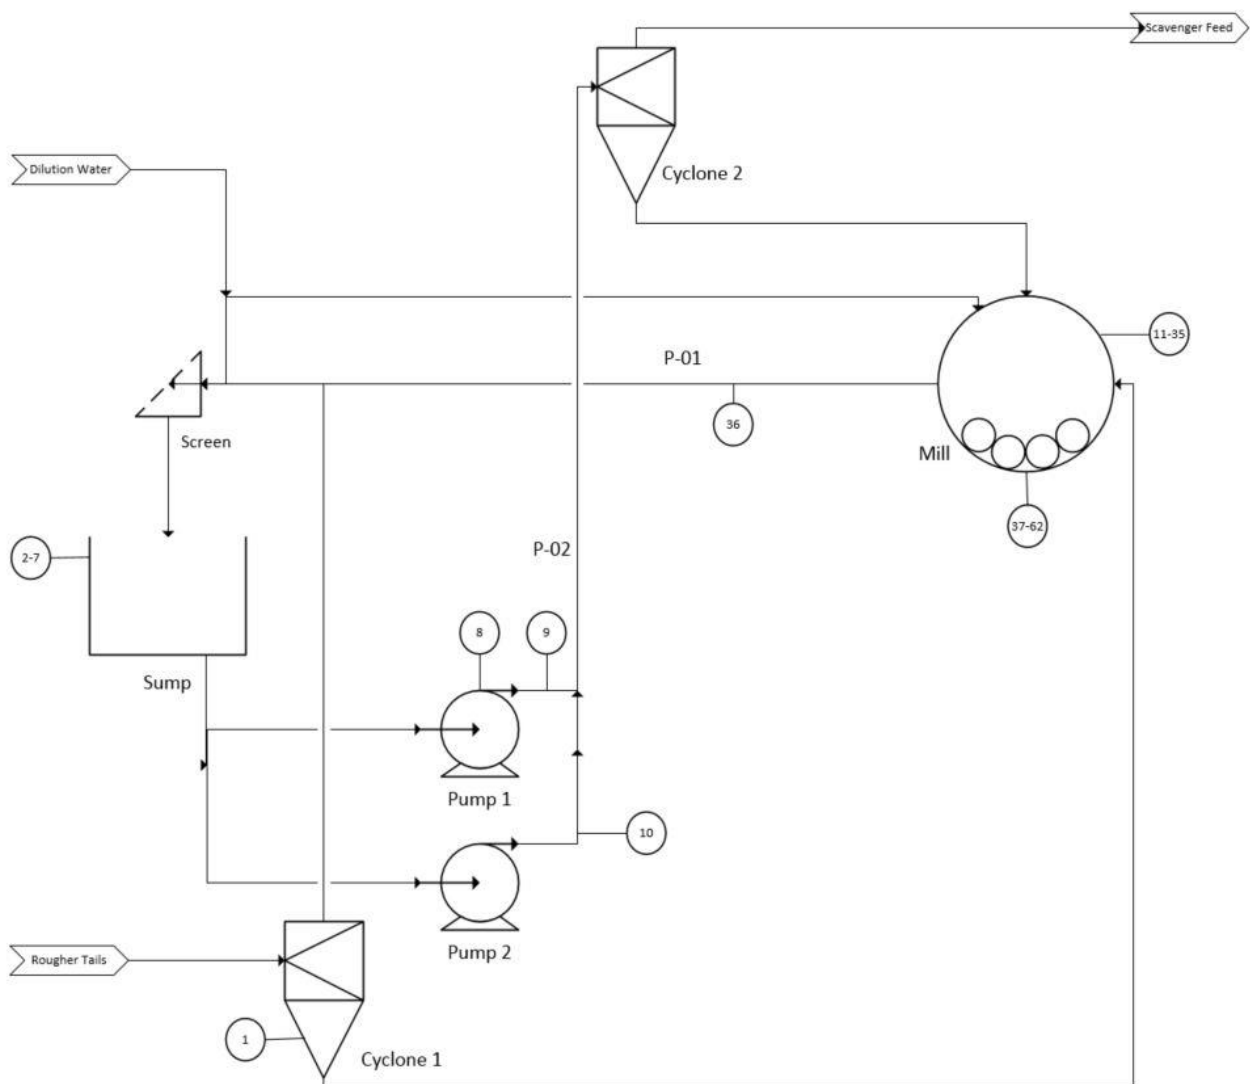 Scavenger Feed
Dilution Water
Cyclone 2
11-35
P-01
36
Screen
Mill
37-62
2-7
P-02
8
9
Sump
Pump 1
10
Pump 2
Rougher Tails
1
Cyclone 1